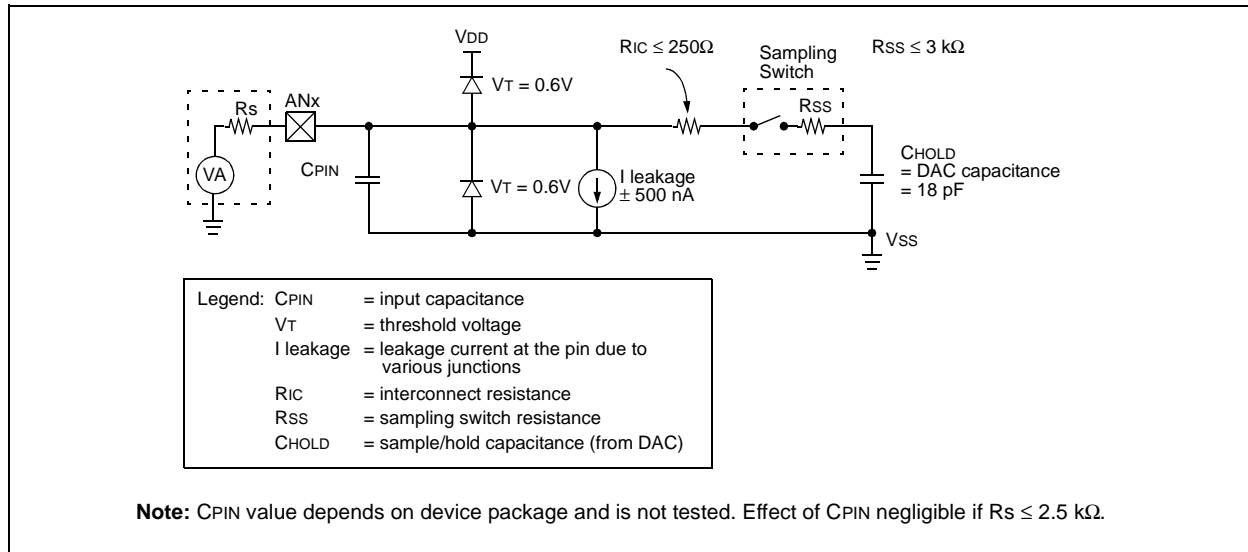 VDD
RIC ≤ 250Ω
Sampling
Switch
RSS ≤ 3 kΩ
VT = 0.6V
Rs
ANx
RSS
VA
CPIN
VT = 0.6V
I leakage
± 500 nA
CHOLD
= DAC capacitance
= 18 pF
VSS
Legend: CPIN = input capacitance
VT = threshold voltage
I leakage = leakage current at the pin due to
various junctions
RIC = interconnect resistance
RSS = sampling switch resistance
CHOLD = sample/hold capacitance (from DAC)
Note: CPIN value depends on device package and is not tested. Effect of CPIN negligible if Rs ≤ 2.5 kΩ.